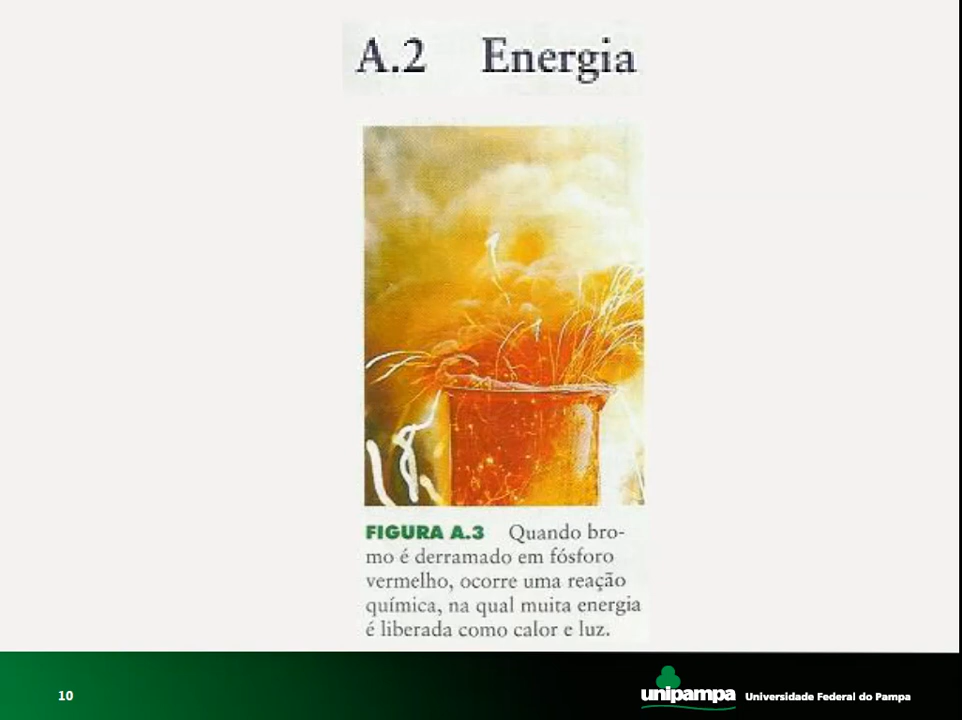 A.2 Energia
FIGURA A.3 Quando bro-
mo é derramado em fósforo
vermelho, ocorre uma reação
química, na qual muita energia
é liberada como calor e luz.
10
unipampa Universidade Federal do Pampa